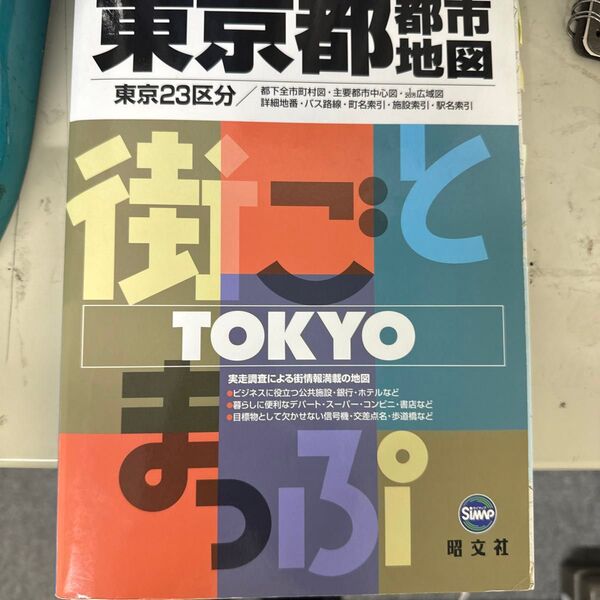 東京都 都市地図
東京23区分
都下全市町村図・主要都市中心図・1/20万広域図
詳細地番・バス路線・町名索引・施設索引・駅名索引
街ごと
TOKYO
実走調査による街情報満載の地図
●ビジネスに役立つ公共施設・銀行・ホテルなど
●暮らしに便利なデパート・スーパー・コンビニ・書店など
●目標物として欠かせない信号機・交差点名・歩道橋など
まっぷ
SiMAP
昭文社